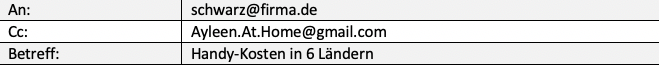 An: schwarz@firma.de
Cc: Ayleen.At.Home@gmail.com
Betreff: Handy-Kosten in 6 Ländern